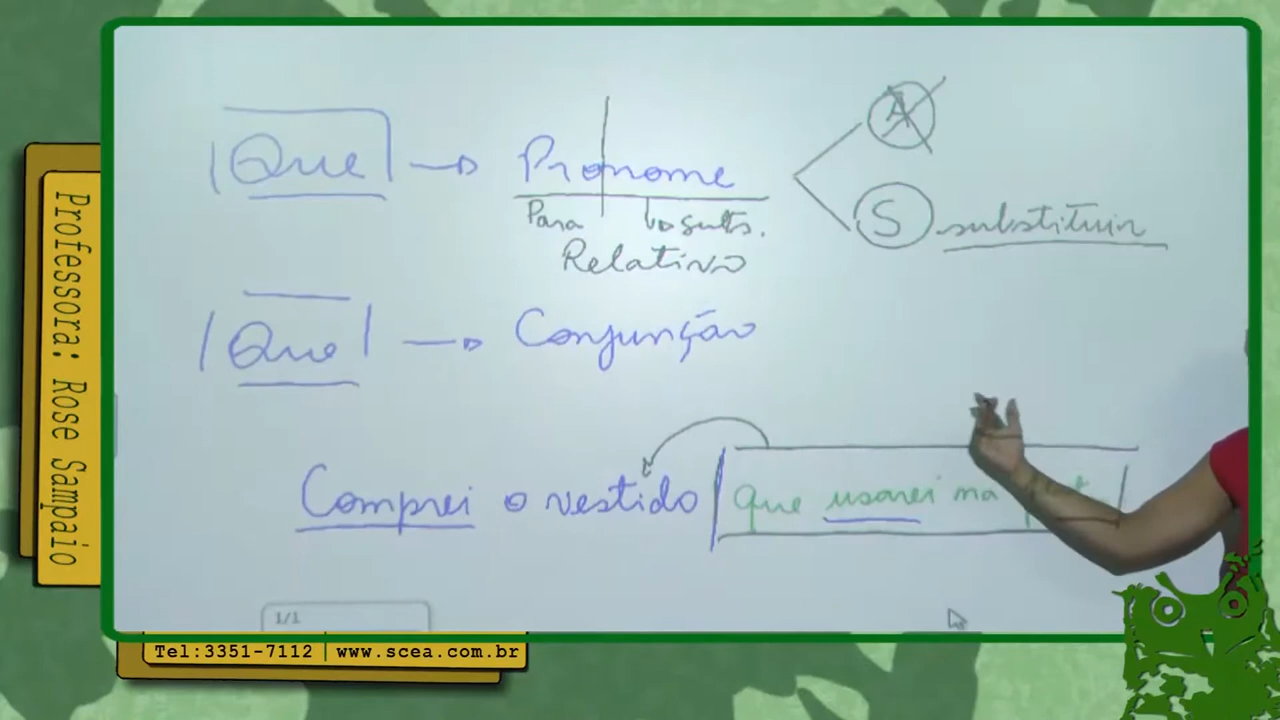 Que → Pronome
A
S substituir
Para substs.
Relativo
Que → Conjunção
Comprei o vestido que usarei na
1/1
Professora: Rose Sampaio
Tel:3351-7112 | www.scea.com.br